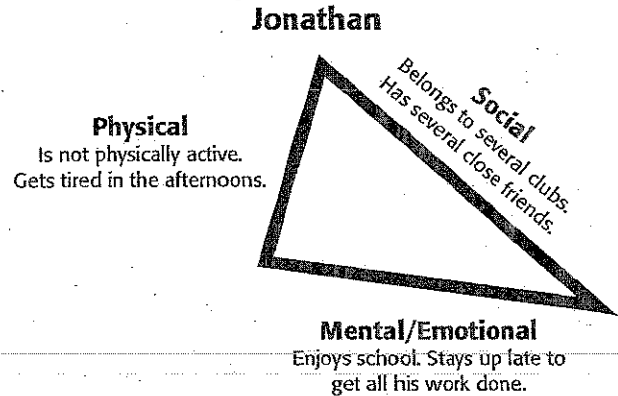 Jonathan
Social
Belongs to several clubs.
Has several close friends.
Physical
Is not physically active.
Gets tired in the afternoons.
Mental/Emotional
Enjoys school. Stays up late to
get all his work done.